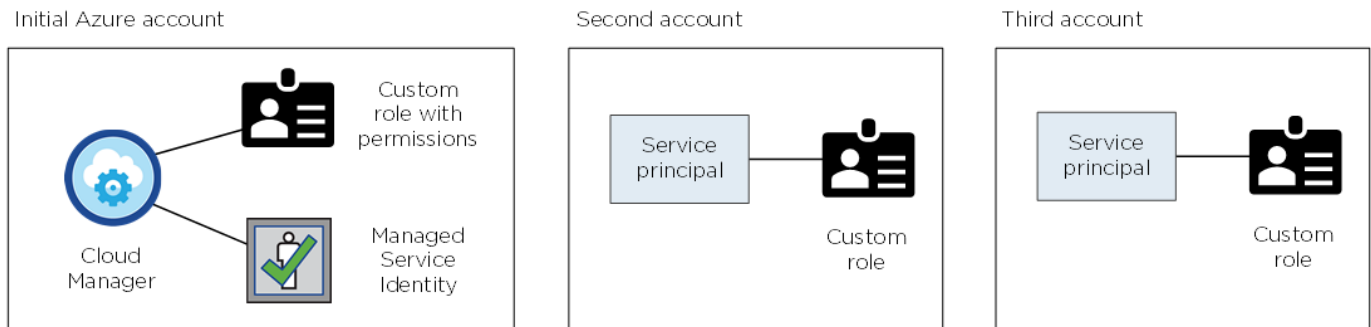 Initial Azure account
Second account
Third account
Custom
role with
permissions
Cloud
Manager
Managed
Service
Identity
Service
principal
Custom
role
Service
principal
Custom
role